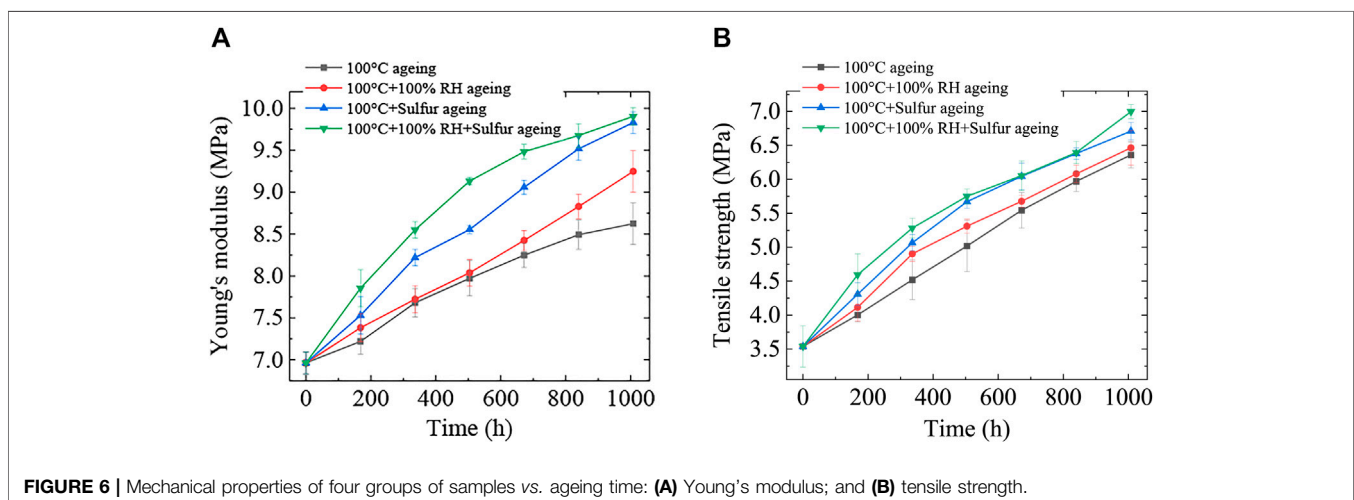 A
100°C ageing
100°C+100% RH ageing
100°C+Sulfur ageing
100°C+100% RH+Sulfur ageing
Young's modulus (MPa)
10.0
9.5
9.0
8.5
8.0
7.5
7.0
0 200 400 600 800 1000
Time (h)
B
100°C ageing
100°C+100% RH ageing
100°C+Sulfur ageing
100°C+100% RH+Sulfur ageing
Tensile strength (MPa)
7.0
6.5
6.0
5.5
5.0
4.5
4.0
3.5
0 200 400 600 800 1000
Time (h)
FIGURE 6 | Mechanical properties of four groups of samples vs. ageing time: (A) Young's modulus; and (B) tensile strength.